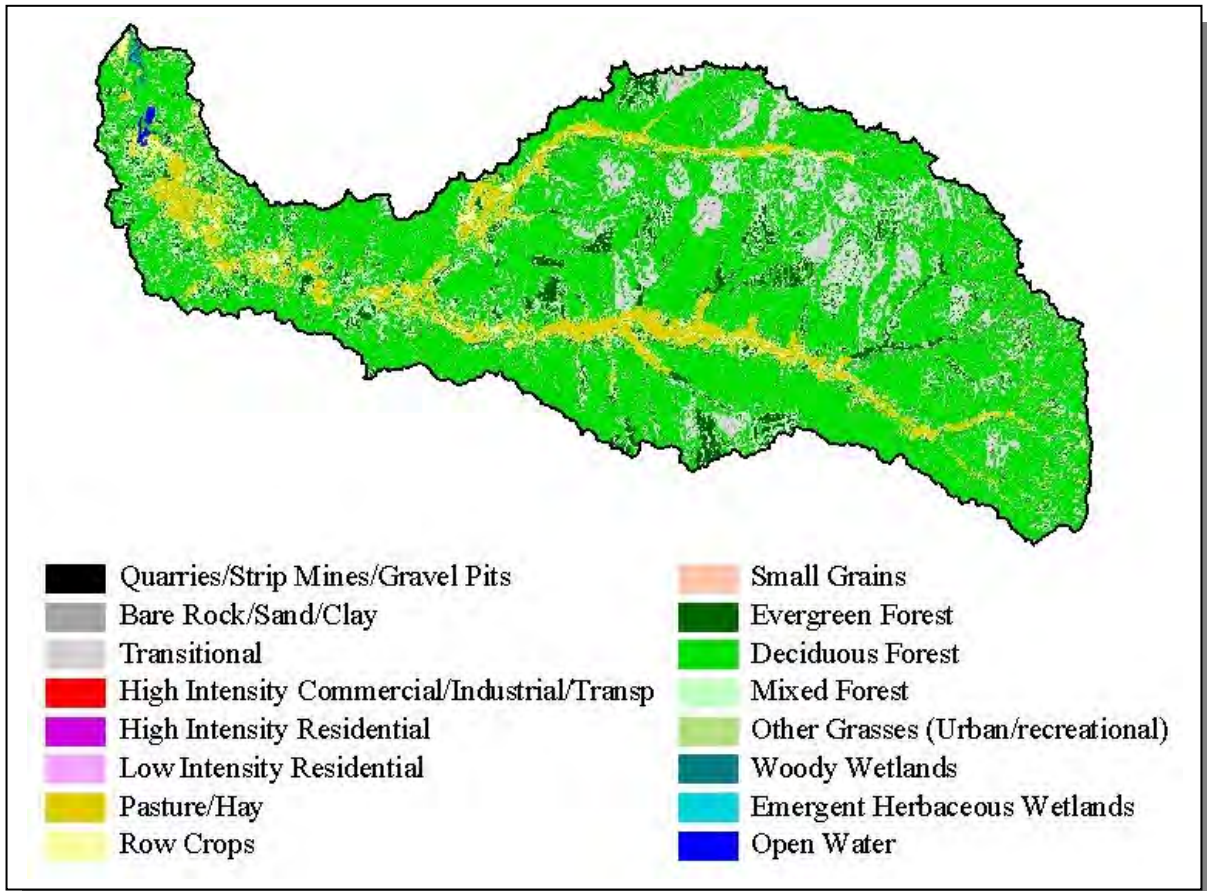 Quarries/Strip Mines/Gravel Pits
Bare Rock/Sand/Clay
Transitional
High Intensity Commercial/Industrial/Transp
High Intensity Residential
Low Intensity Residential
Pasture/Hay
Row Crops
Small Grains
Evergreen Forest
Deciduous Forest
Mixed Forest
Other Grasses (Urban/recreational)
Woody Wetlands
Emergent Herbaceous Wetlands
Open Water